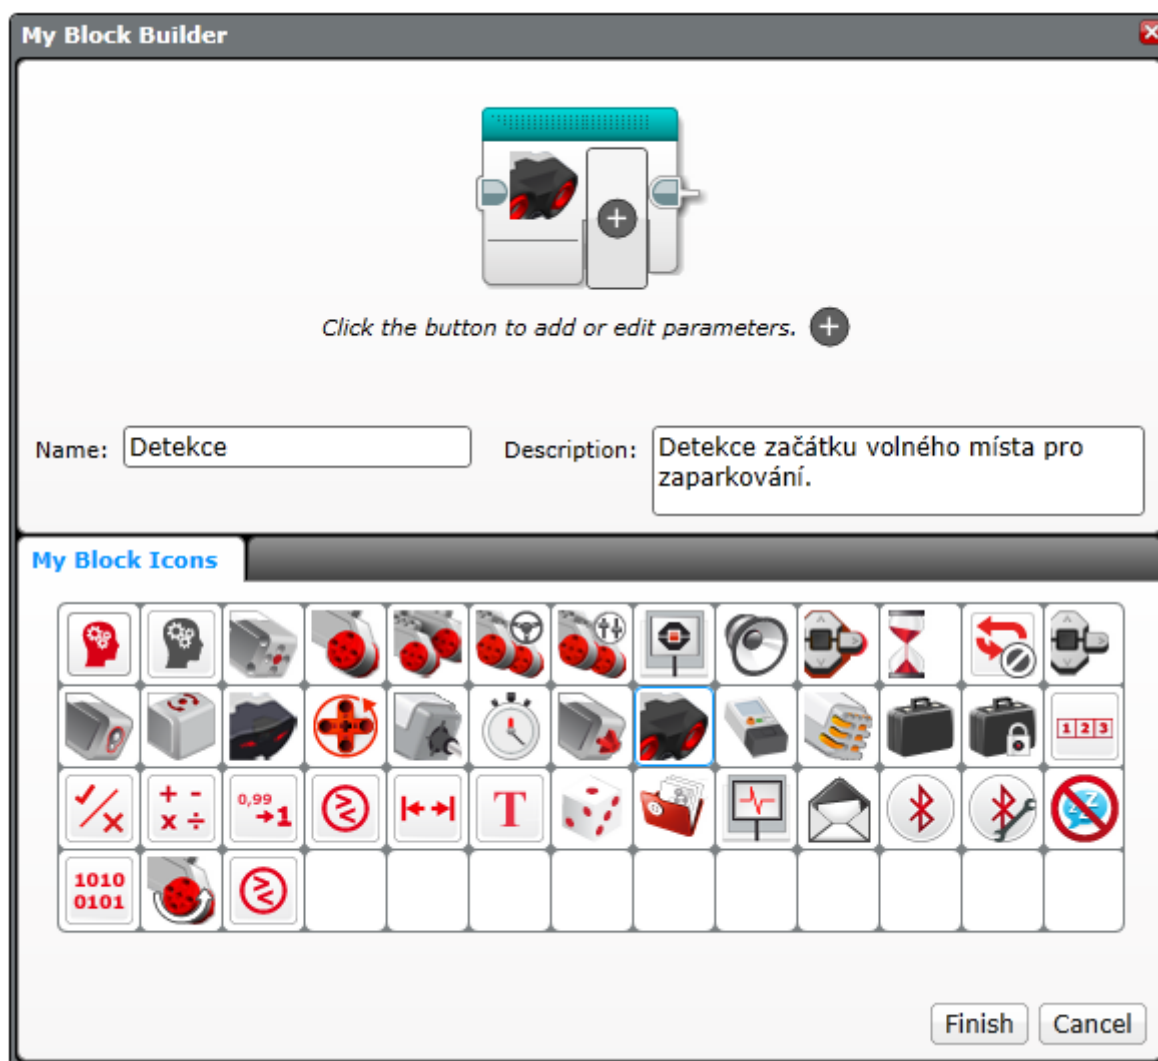 My Block Builder
Click the button to add or edit parameters.
Name:
Detekce
Description:
Detekce začátku volného místa pro
zaparkování.
My Block Icons
1 2 3
+ -
x ÷
0,99
→1
T
1010
0101
Finish
Cancel